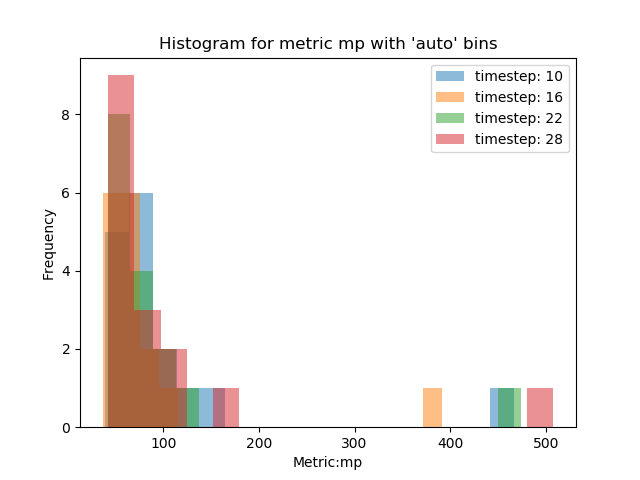 Histogram for metric mp with 'auto' bins
timestep: 10
timestep: 16
timestep: 22
timestep: 28
Frequency
8
6
4
2
0
100 200 300 400 500
Metric:mp